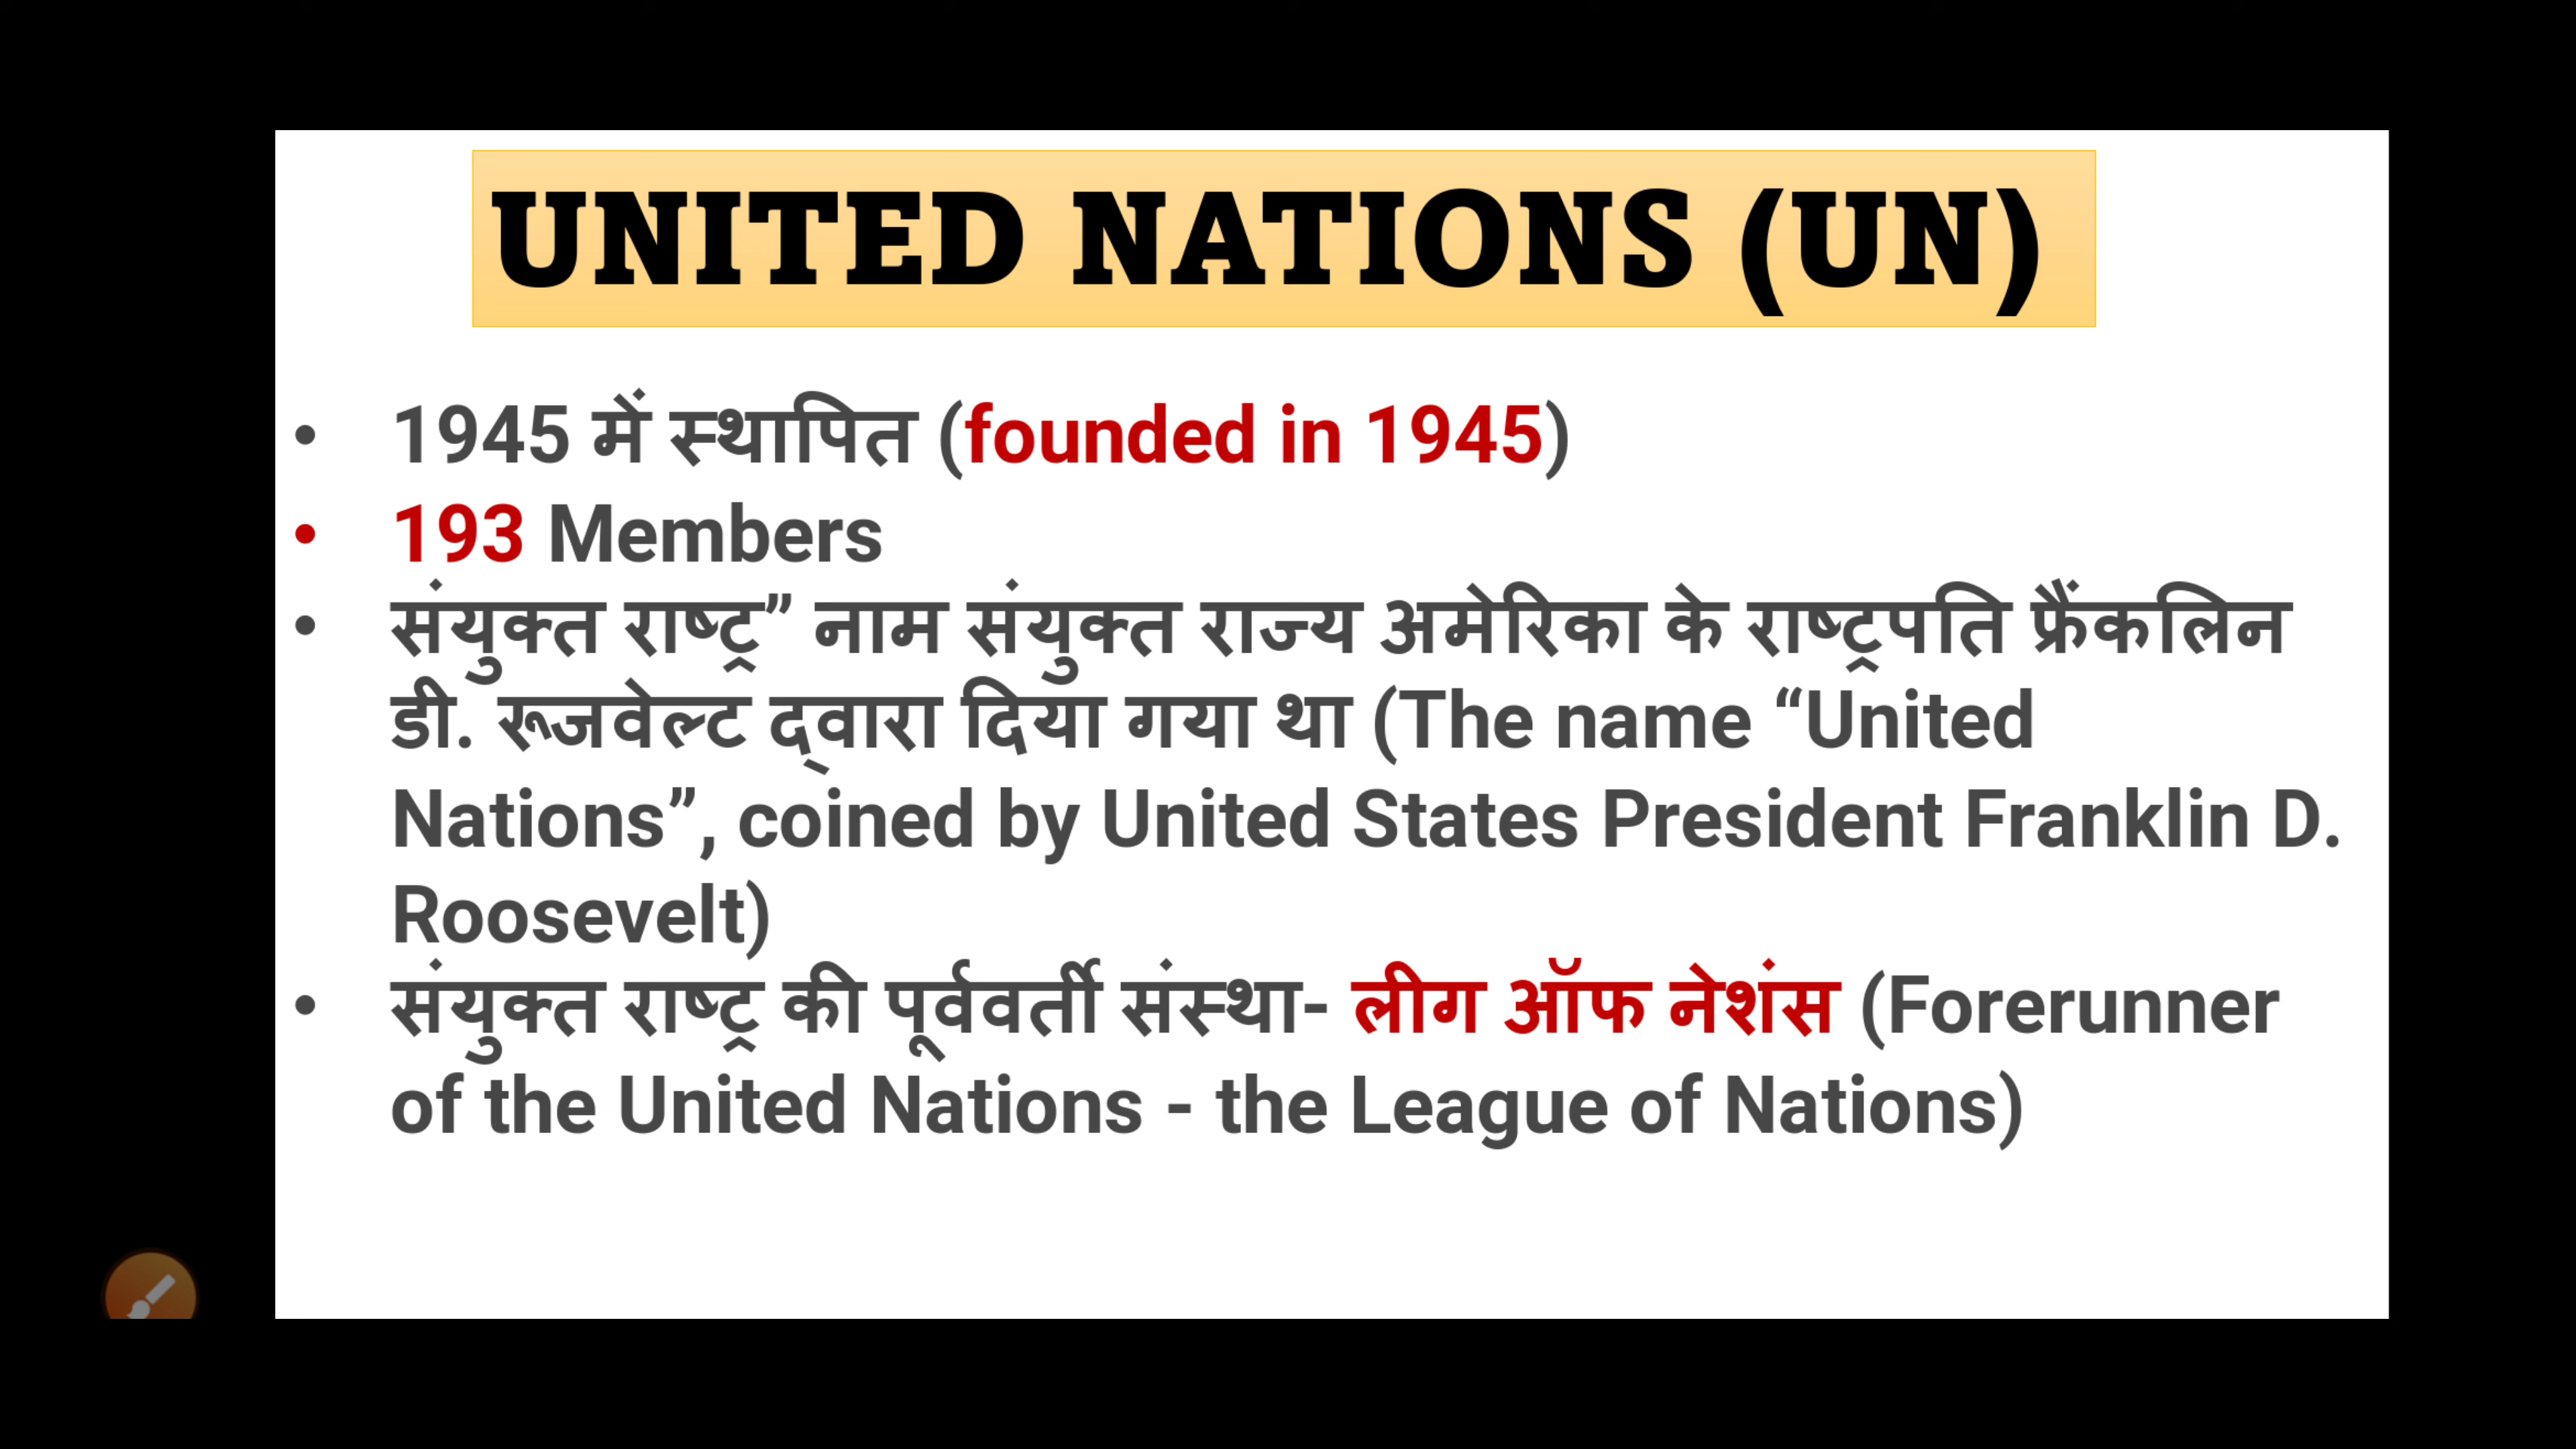 UNITED NATIONS (UN)
• 1945 में स्थापित (founded in 1945)
• 193 Members
• संयुक्त राष्ट्र” नाम संयुक्त राज्य अमेरिका के राष्ट्रपति फ्रैंकलिन
डी. रूजवेल्ट द्वारा दिया गया था (The name “United
Nations”, coined by United States President Franklin D.
Roosevelt)
• संयुक्त राष्ट्र की पूर्ववर्ती संस्था- लीग ऑफ नेशंस (Forerunner
of the United Nations - the League of Nations)